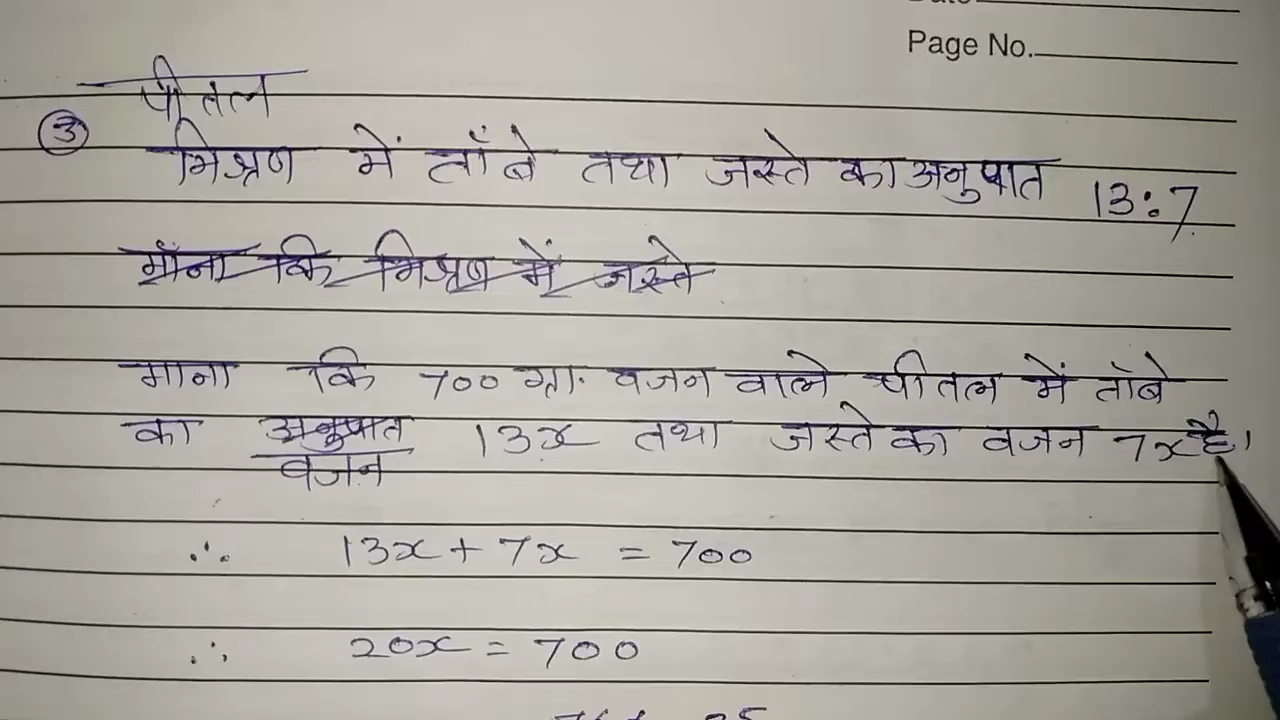 Page No.
पीतल
③ मिश्रण में ताँबे तथा जस्ते का अनुपात 13:7
माना कि मिश्रण में जस्ते
माना कि 700 ग्रा. वजन वाले पीतल में ताँबे
का अनुपात 13x तथा जस्ते का वजन 7x है।
वजन
∴ 13x + 7x = 700
∴ 20x = 700